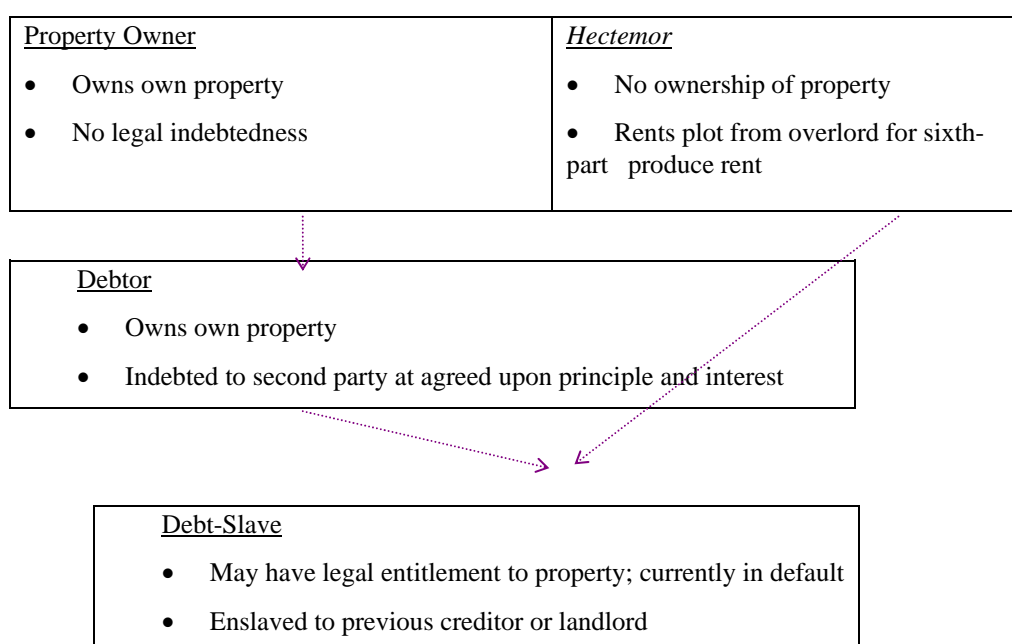 Property Owner
• Owns own property
• No legal indebtedness
Hectemor
• No ownership of property
• Rents plot from overlord for sixth-
part produce rent
Debtor
• Owns own property
• Indebted to second party at agreed upon principle and interest
Debt-Slave
• May have legal entitlement to property; currently in default
• Enslaved to previous creditor or landlord